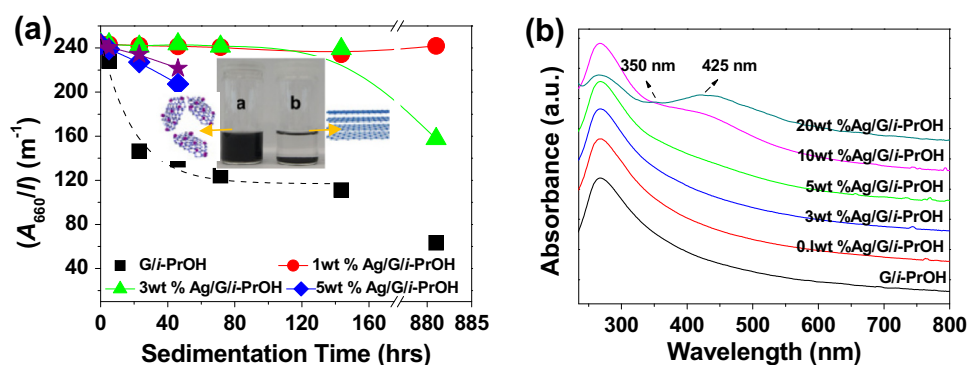 (a)
(A660/l) (m-1)
240
200
160
120
80
40
a
b
G/i-PrOH
1wt % Ag/G/i-PrOH
3wt % Ag/G/i-PrOH
5wt % Ag/G/i-PrOH
0 40 80 120 160 880 885
Sedimentation Time (hrs)
(b)
Absorbance (a.u.)
350 nm
425 nm
20wt %Ag/G/i-PrOH
10wt %Ag/G/i-PrOH
5wt %Ag/G/i-PrOH
3wt %Ag/G/i-PrOH
0.Iwt %Ag/G/i-PrOH
G/i-PrOH
300 400 500 600 700 800
Wavelength (nm)